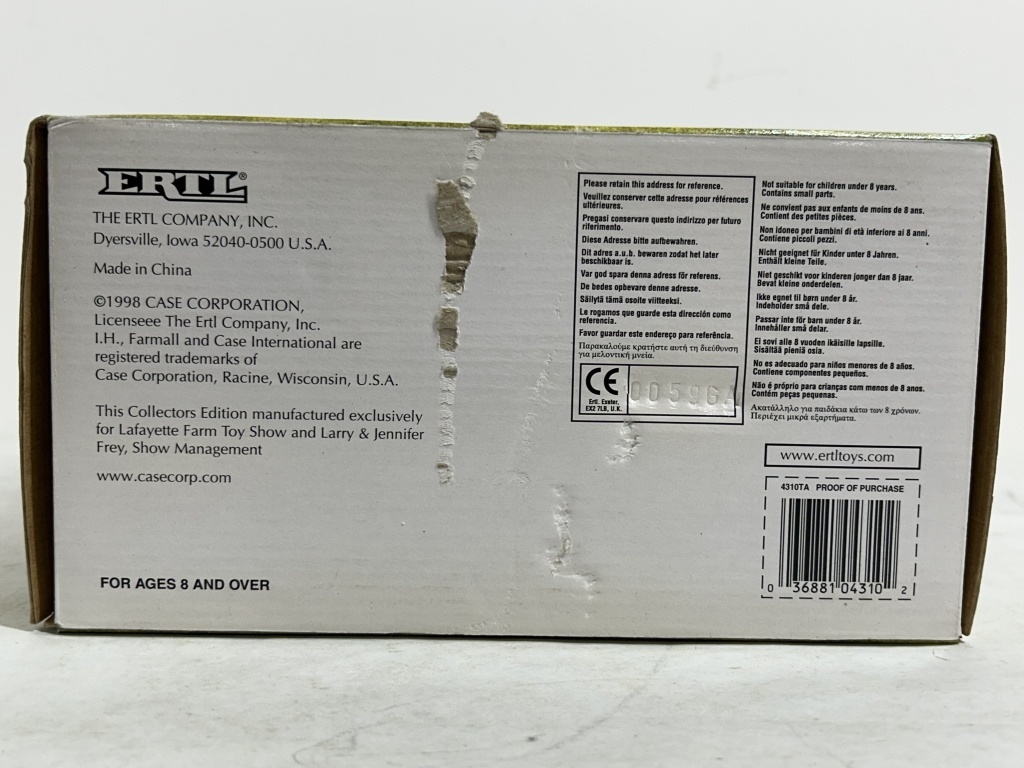 ERTL®
THE ERTL COMPANY, INC.
Dyersville, Iowa 52040-0500 U.S.A.
Made in China
©1998 CASE CORPORATION,
Licenseee The Ertl Company, Inc.
I.H., Farmall and Case International are
registered trademarks of
Case Corporation, Racine, Wisconsin, U.S.A.
This Collectors Edition manufactured exclusively
for Lafayette Farm Toy Show and Larry & Jennifer
Frey, Show Management
www.casecorp.com
FOR AGES 8 AND OVER
Please retain this address for reference.
Veuillez conserver cette adresse pour références
ultérieures.
Pregasi conservare questo indirizzo per futuro
riferimento.
Diese Adresse bitte aufbewahren.
Dit adres a.u.b. bewaren zodat het later
beschikbaar is.
Var god spara denna adress för referens.
De bedes opbevare denne adresse.
Säilytä tämä osoite viitteeksi.
Le rogamos que guarde esta dirección como
referencia.
Favor guardar este endereço para referência.
Παρακαλούμε κρατήστε αυτή τη διεύθυνση
για μελοντική μνεία.
CE
Ertl. Exeter,
EX2 7LB, U.K.
Not suitable for children under 8 years.
Contains small parts.
Ne convient pas aux enfants de moins de 8 ans.
Contient des petites pièces.
Non idoneo per bambini di età inferiore ai 8 anni.
Contiene piccoli pezzi.
Nicht geeignet für Kinder unter 8 Jahren.
Enthält kleine Teile.
Niet geschikt voor kinderen jonger dan 8 jaar.
Bevat kleine onderdelen.
Ikke egnet til børn under 8 år.
Indeholder små dele.
Passar inte för barn under 8 år.
Innehåller små delar.
Ei sovi alle 8 vuoden ikäisille lapsille.
Sisältää pieniä osia.
No es adecuado para niños menores de 8 años.
Contiene componentes pequeños.
Não é próprio para crianças com menos de 8 anos.
Contém peças pequenas.
Ακατάλληλο για παιδάκια κάτω των 8 χρόνων.
Περιέχει μικρά εξαρτήματα.
www.ertltoys.com
4310TA PROOF OF PURCHASE
0 36881 04310 2